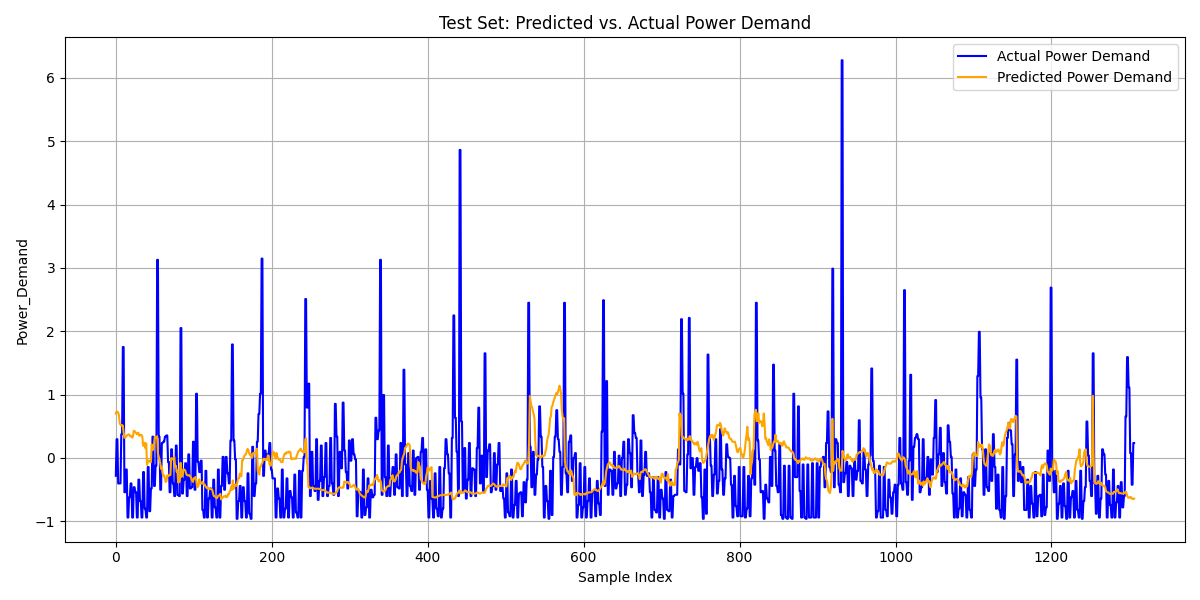 Test Set: Predicted vs. Actual Power Demand
Actual Power Demand
Predicted Power Demand
6
5
4
3
2
1
0
−1
Power_Demand
0 200 400 600 800 1000 1200
Sample Index